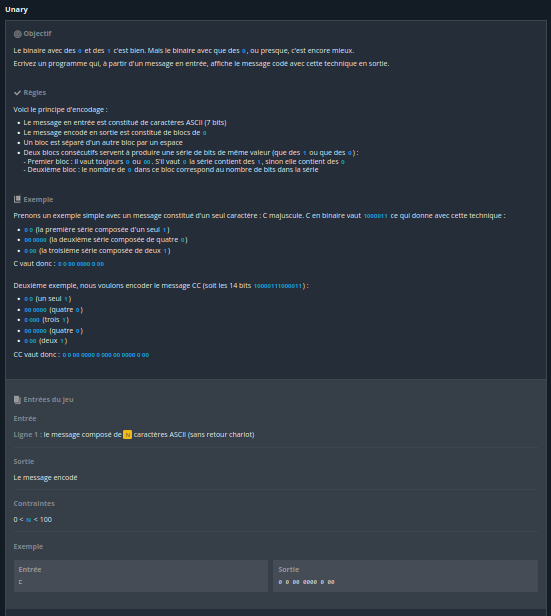 Unary
Objectif
Le binaire avec des 0 et des 1 c'est bien. Mais le binaire avec que des 0, ou presque, c'est encore mieux.
Ecrivez un programme qui, à partir d'un message en entrée, affiche le message codé avec cette technique en sortie.
Règles
Voici le principe d'encodage :
• Le message en entrée est constitué de caractères ASCII (7 bits)
• Le message encodé en sortie est constitué de blocs de 0
• Un bloc est séparé d'un autre bloc par un espace
• Deux blocs consécutifs servent à produire une série de bits de même valeur (que des 1 ou que des 0) :
- Premier bloc : il vaut toujours 0 ou 00. S'il vaut 0 la série contient des 1, sinon elle contient des 0
- Deuxième bloc : le nombre de 0 dans ce bloc correspond au nombre de bits dans la série
Exemple
Prenons un exemple simple avec un message constitué d'un seul caractère : C majuscule. C en binaire vaut 1000011 ce qui donne avec cette technique :
• 0 0 (la première série composée d'un seul 1)
• 00 0000 (la deuxième série composée de quatre 0)
• 0 00 (la troisième série composée de deux 1)
C vaut donc : 0 0 00 0000 0 00
Deuxième exemple, nous voulons encoder le message CC (soit les 14 bits 10000111000011) :
• 0 0 (un seul 1)
• 00 0000 (quatre 0)
• 0 000 (trois 1)
• 00 0000 (quatre 0)
• 0 00 (deux 1)
CC vaut donc : 0 0 00 0000 0 000 00 0000 0 00
Entrées du jeu
Entrée
Ligne 1 : le message composé de N caractères ASCII (sans retour chariot)
Sortie
Le message encodé
Contraintes
0 < N < 100
Exemple
Entrée
C
Sortie
0 0 00 0000 0 00